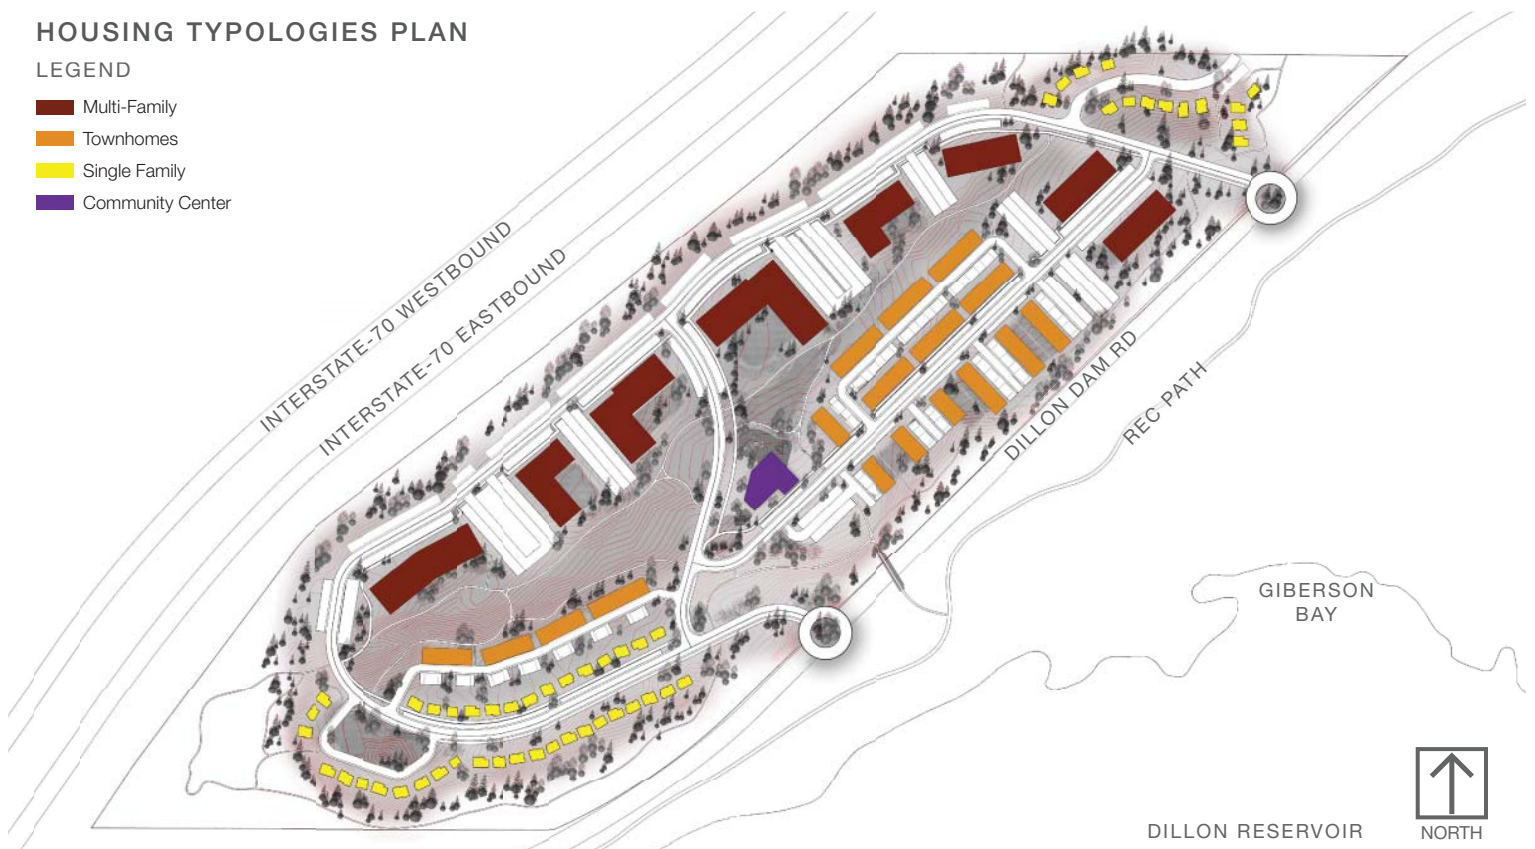 HOUSING TYPOLOGIES PLAN
LEGEND
Multi-Family
Townhomes
Single Family
Community Center
INTERSTATE-70 WESTBOUND
INTERSTATE-70 EASTBOUND
DILLON DAM RD
REC PATH
GIBERSON
BAY
DILLON RESERVOIR
NORTH